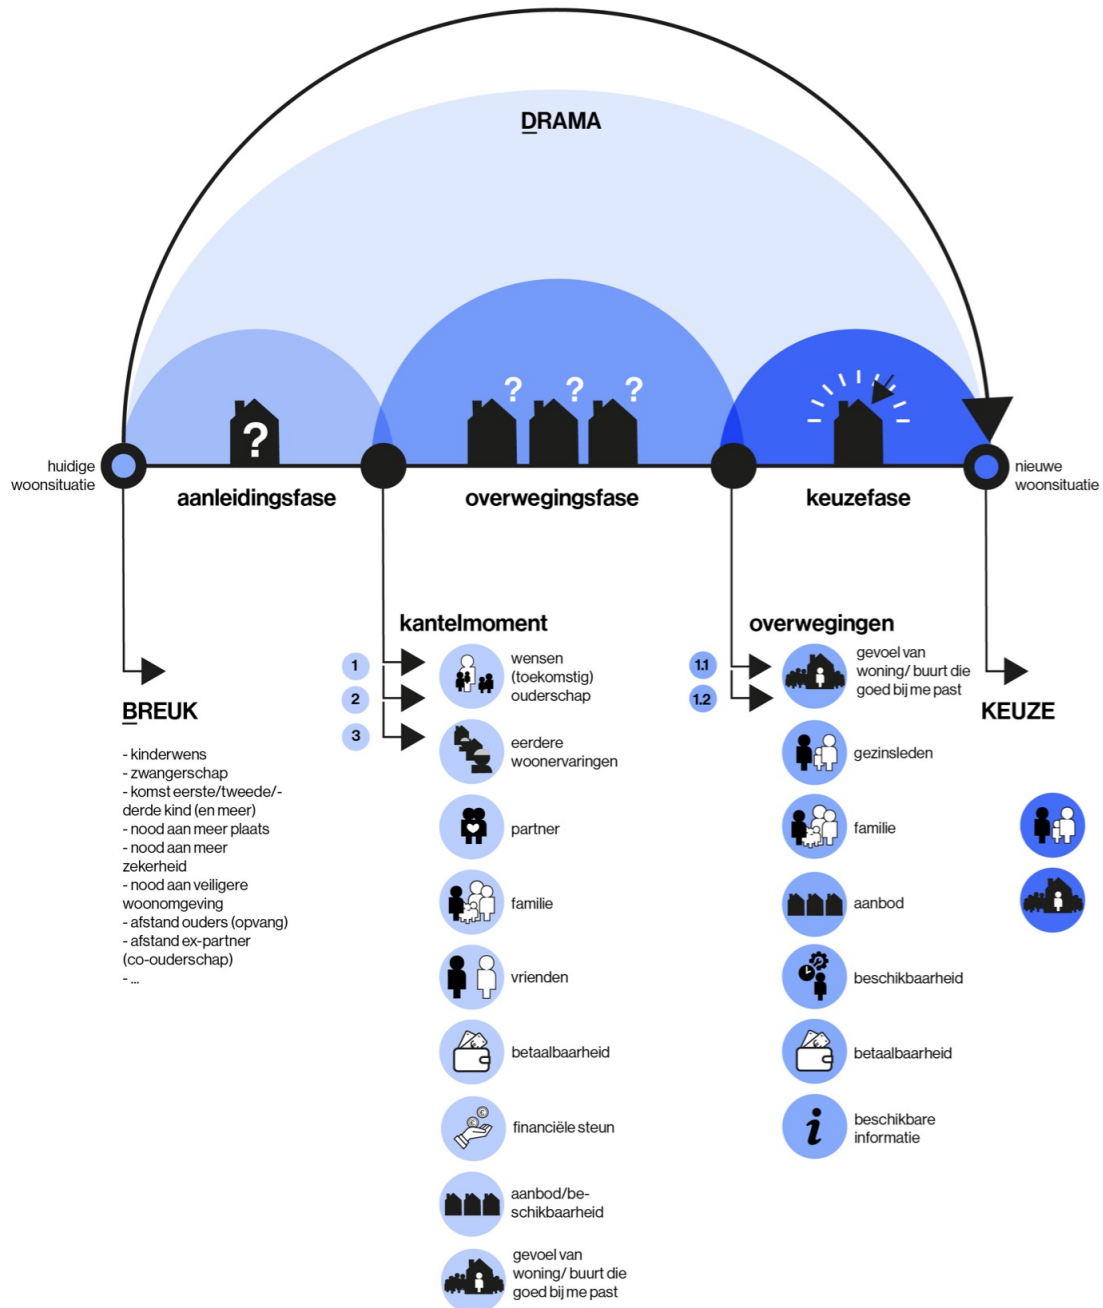 DRAMA
?
? ? ?
huidige
woonsituatie
nieuwe
woonsituatie
aanleidingsfase
overwegingsfase
keuzefase
BREUK
- kinderwens
- zwangerschap
- komst eerste/tweede/-
derde kind (en meer)
- nood aan meer plaats
- nood aan meer
zekerheid
- nood aan veiligere
woonomgeving
- afstand ouders (opvang)
- afstand ex-partner
(co-ouderschap)
- ...
kantelmoment
1
2
3
wensen
(toekomstig)
ouderschap
eerdere
woonervaringen
partner
familie
vrienden
betaalbaarheid
financiële steun
aanbod/be-
schikbaarheid
gevoel van
woning/ buurt die
goed bij me past
overwegingen
1.1
1.2
gevoel van
woning/ buurt die
goed bij me past
gezinsleden
familie
aanbod
beschikbaarheid
betaalbaarheid
i
beschikbare
informatie
KEUZE